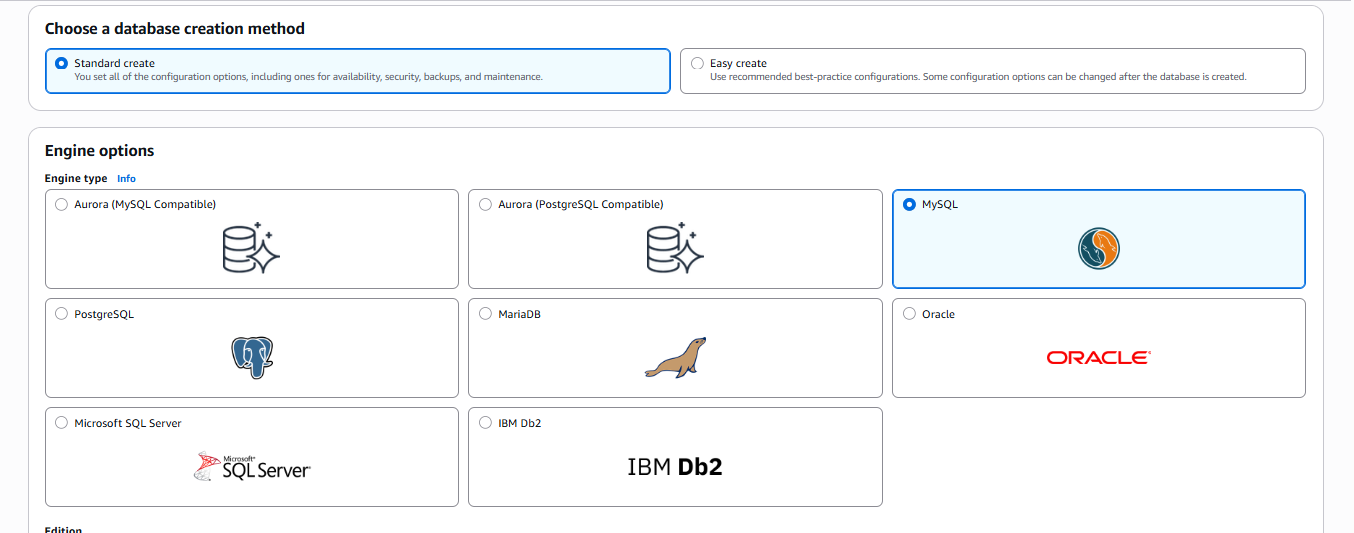 Choose a database creation method
Standard create
You set all of the configuration options, including ones for availability, security, backups, and maintenance.
Easy create
Use recommended best-practice configurations. Some configuration options can be changed after the database is created.
Engine options
Engine type Info
Aurora (MySQL Compatible)
Aurora (PostgreSQL Compatible)
MySQL
PostgreSQL
MariaDB
Oracle
ORACLE
Microsoft SQL Server
Microsoft
SQL Server
IBM Db2
IBM Db2
Edition